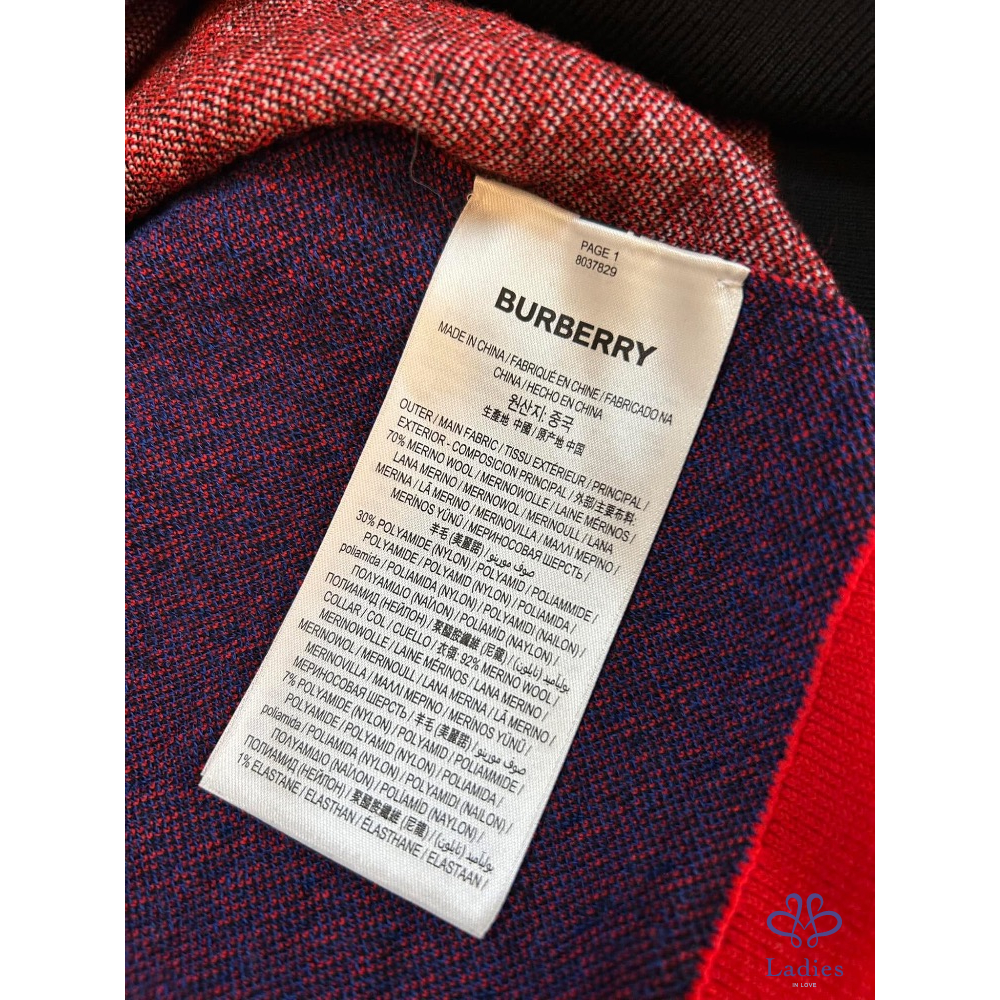 PAGE 1
8037829
BURBERRY
MADE IN CHINA / FABRIQUÉ EN CHINE / FABRICADO NA
CHINA / HECHO EN CHINA
원산지: 중국
生產地 中國 / 原产地 中国
OUTER / MAIN FABRIC / TISSU EXTÉRIEUR / PRINCIPAL /
EXTERIOR - COMPOSICION PRINCIPAL / 外部/主要布料:
70% MERINO WOOL / MERINOWOLLE / LAINE MÉRINOS /
LANA MERINO / MERINOWOL / MERINOULL / LANA
MERINA / LÃ MERINO / MERINOVILLA / ΜΑΛΛΙ ΜΕΡΙΝΟ /
MERİNOS YÜNÜ / МЕРИНОСОВАЯ ШЕРСТЬ /
羊毛 (美麗諾) / صوف مورينو
30% POLYAMIDE (NYLON) / POLYAMID / POLIAMMIDE /
POLYAMIDE / POLYAMID (NYLON) / POLIAMIDA /
poliamida / POLIAMIDA (NYLON) / POLYAMIDI (NAILON) /
ΠΟΛΥΑΜΙΔΙΟ (ΝΑΪΛΟΝ) / POLİAMİD (NAYLON) /
ПОЛИАМИД (НЕЙЛОН) / 聚醯胺纖維 (尼龍) / بولياميد (نايلون)
COLLAR / COL / CUELLO / 衣領: 92% MERINO WOOL /
MERINOWOLLE / LAINE MÉRINOS / LANA MERINO /
MERINOWOL / MERINOULL / LANA MERINA / LÃ MERINO /
MERINOVILLA / ΜΑΛΛΙ ΜΕΡΙΝΟ / MERİNOS YÜNÜ /
МЕРИНОСОВАЯ ШЕРСТЬ / 羊毛 (美麗諾) / صوف مورينو
7% POLYAMIDE (NYLON) / POLYAMID / POLIAMMIDE /
POLYAMIDE / POLYAMID (NYLON) / POLIAMIDA /
poliamida / POLIAMIDA (NYLON) / POLYAMIDI (NAILON) /
ΠΟΛΥΑΜΙΔΙΟ (ΝΑΪΛΟΝ) / POLİAMİD (NAYLON) /
ПОЛИАМИД (НЕЙЛОН) / 聚醯胺纖維 (尼龍) / بولياميد (نايلون)
1% ELASTANE / ELASTHAN / ÉLASTHANE / ELASTAAN /
Ladies
IN LOVE